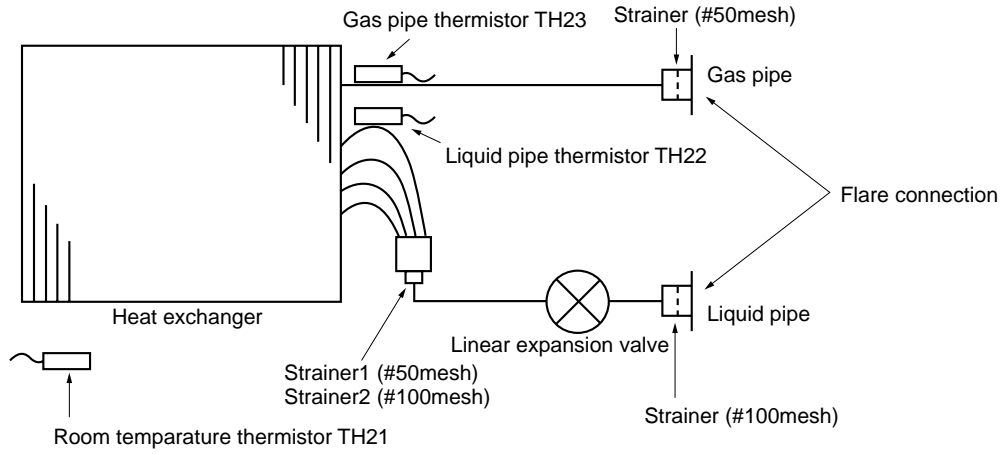 Gas pipe thermistor TH23
Strainer (#50mesh)
Gas pipe
Liquid pipe thermistor TH22
Flare connection
Heat exchanger
Liquid pipe
Linear expansion valve
Strainer1 (#50mesh)
Strainer2 (#100mesh)
Strainer (#100mesh)
Room temparature thermistor TH21